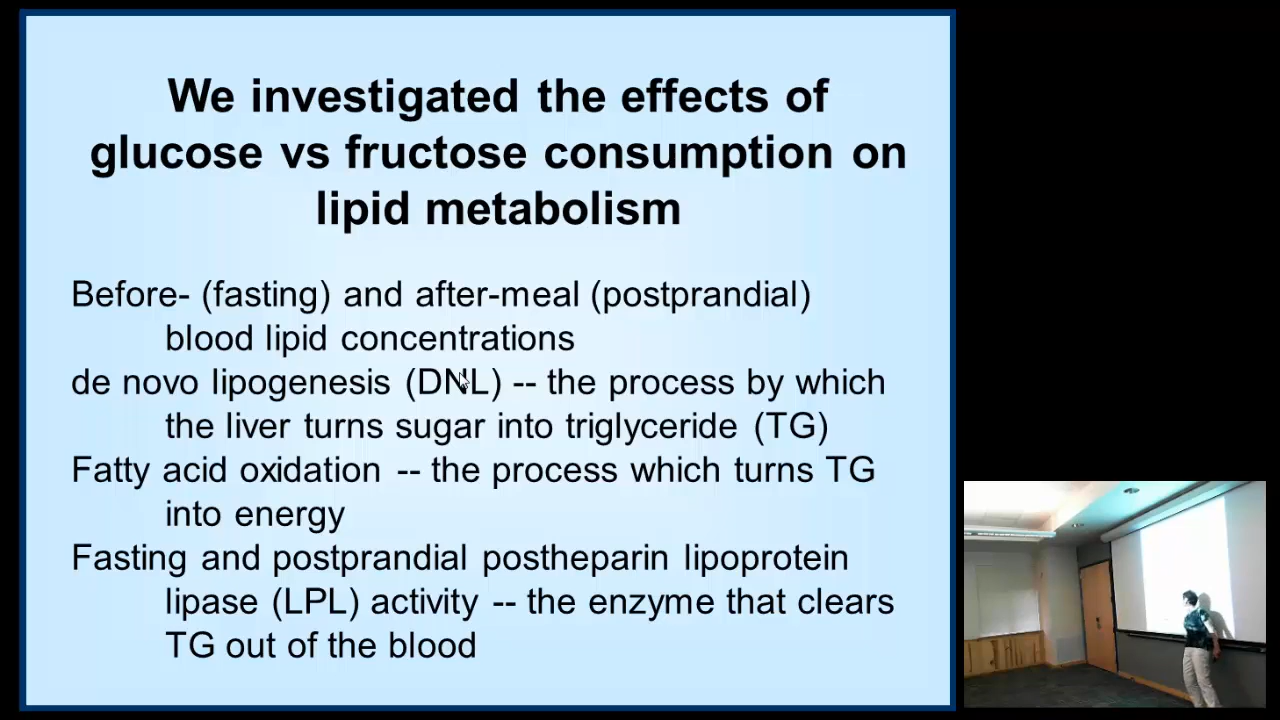 We investigated the effects of
glucose vs fructose consumption on
lipid metabolism
Before- (fasting) and after-meal (postprandial)
blood lipid concentrations
de novo lipogenesis (DNL) -- the process by which
the liver turns sugar into triglyceride (TG)
Fatty acid oxidation -- the process which turns TG
into energy
Fasting and postprandial postheparin lipoprotein
lipase (LPL) activity -- the enzyme that clears
TG out of the blood